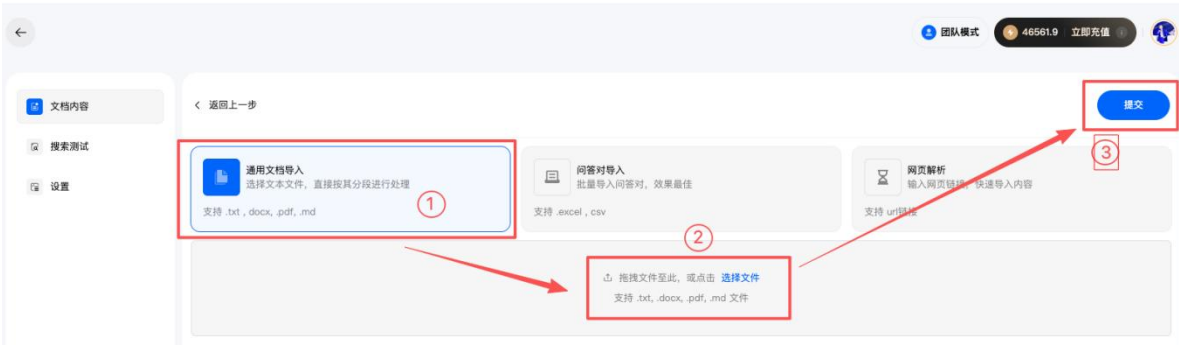 团队模式
46561.9 立即充值
文档内容
搜索测试
设置
返回上一步
提交
通用文档导入
选择文本文件，直接按其分段进行处理
支持 .txt , docx, .pdf, .md
①
问答对导入
批量导入问答对，效果最佳
支持 .excel , csv
网页解析
输入网页链接，快速导入内容
支持 url链接
③
②
拖拽文件至此，或点击 选择文件
支持 .txt, .docx, .pdf, .md 文件